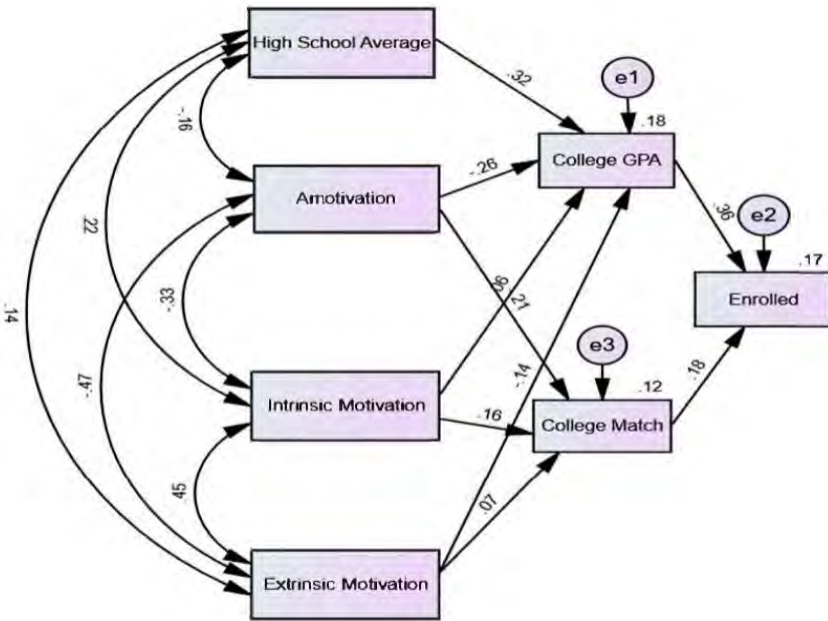 High School Average
.32
e1
.18
College GPA
-.16
-.26
Amotivation
.36
e2
.17
Enrolled
.22
.14
-.33
.06
.21
-.47
-.14
e3
.12
.18
Intrinsic Motivation
-.16
College Match
.45
.07
Extrinsic Motivation